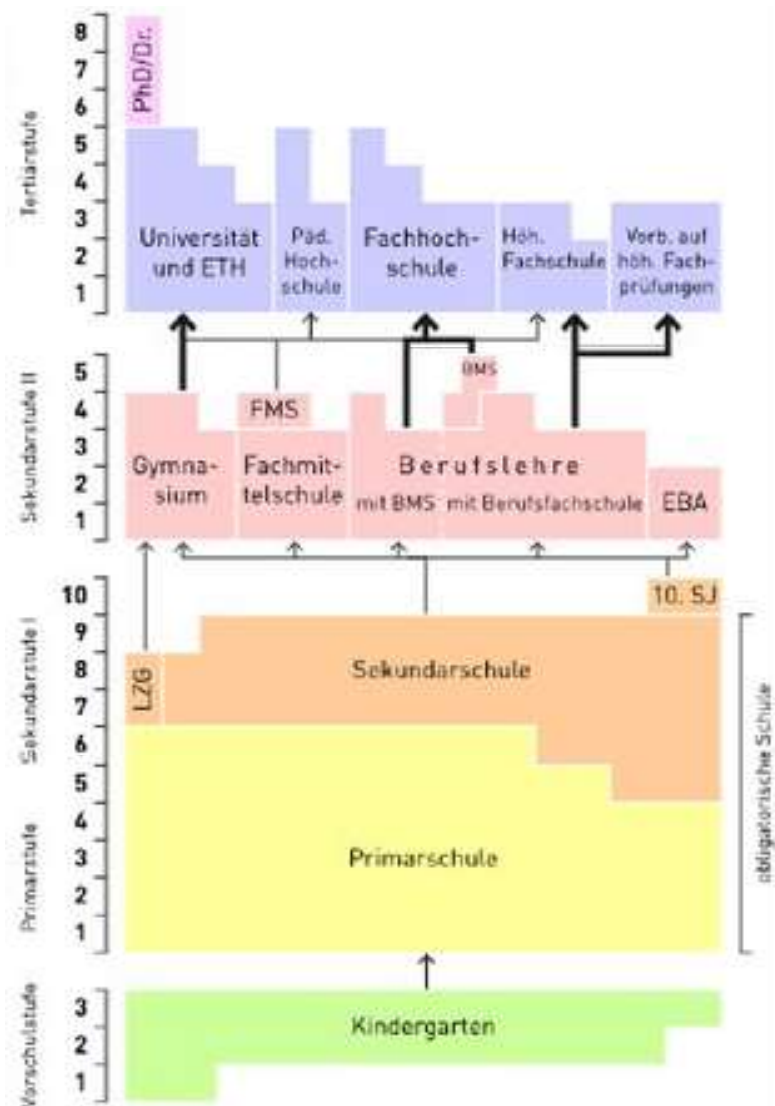 Tertiärstufe
8
7
6
5
4
3
2
1
PhD/Dr.
Universität
und ETH
Päd.
Hoch-
schule
Fachhoch-
schule
Höh.
Fachschule
Vorb. auf
höh. Fach-
prüfungen
Sekundarstufe II
5
4
3
2
1
BMS
FMS
Gymna-
sium
Fachmit-
telschule
Berufslehre
mit BMS
mit Berufsfachschule
EBA
Sekundarstufe I
10
9
8
7
6
5
4
3
2
1
10. SJ
LZG
Sekundarschule
Primarstufe
Primarschule
obligatorische Schule
Vorschulstufe
3
2
1
Kindergarten